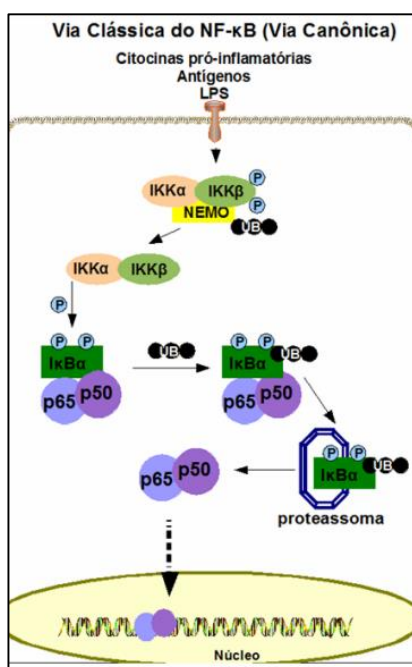 Via Clássica do NF-κB (Via Canônica)
Citocinas pró-inflamatórias
Antígenos
LPS
IKKα IKKβ P
P
NEMO UB
IKKα IKKβ
P
P P
IκBα
p65 p50
UB
P P
IκBα UB
p65 p50
P P
IκBα UB
proteassoma
p65 p50
Núcleo